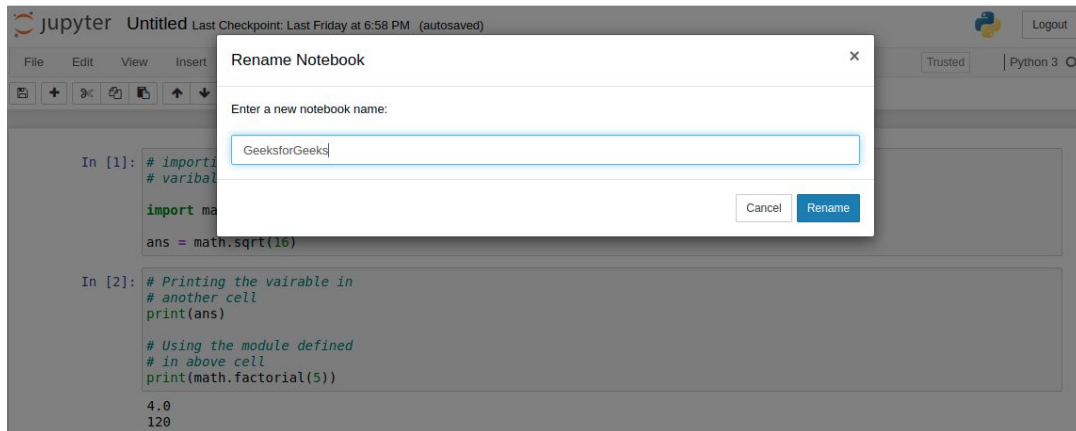 jupyter Untitled Last Checkpoint: Last Friday at 6:58 PM (autosaved)
Logout
File Edit View Insert
Trusted
Python 3
Rename Notebook
×
Enter a new notebook name:
GeeksforGeeks
Cancel Rename
In [1]: # importi
# varibal
import ma
ans = math.sqrt(16)
In [2]: # Printing the vairable in
# another cell
print(ans)
# Using the module defined
# in above cell
print(math.factorial(5))
4.0
120